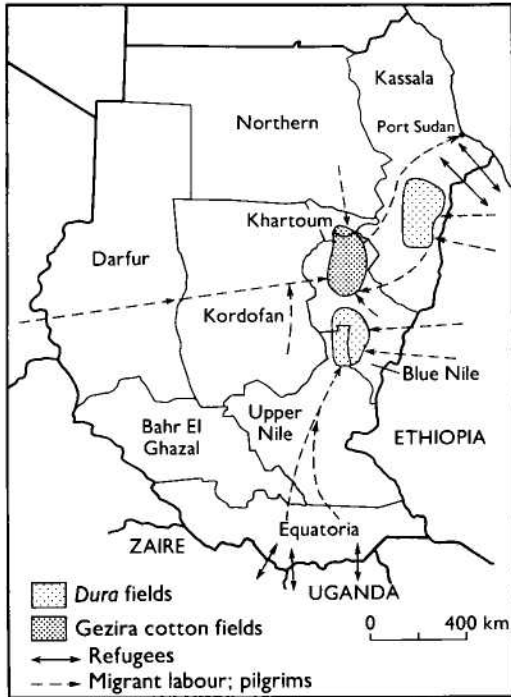 Kassala
Port Sudan
Northern
Khartoum
Darfur
Kordofan
Blue Nile
Upper
Nile
Bahr El
Ghazal
ETHIOPIA
Equatoria
ZAIRE
UGANDA
Dura fields
Gezira cotton fields
Refugees
Migrant labour; pilgrims
0 400 km